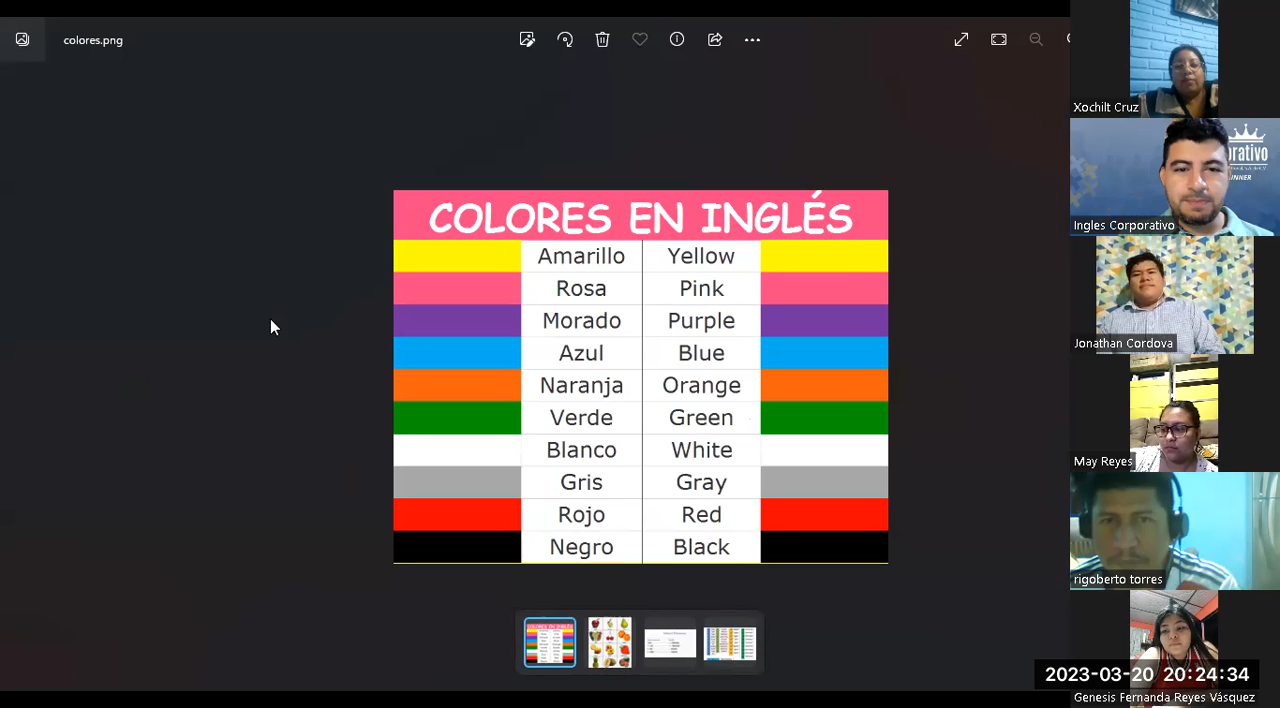 colores.png
COLORES EN INGLÉS
Amarillo Yellow
Rosa Pink
Morado Purple
Azul Blue
Naranja Orange
Verde Green
Blanco White
Gris Gray
Rojo Red
Negro Black
Xochilt Cruz
orativo
INNER
Ingles Corporativo
Jonathan Cordova
May Reyes
rigoberto torres
2023-03-20 20:24:34
Genesis Fernanda Reyes Vásquez